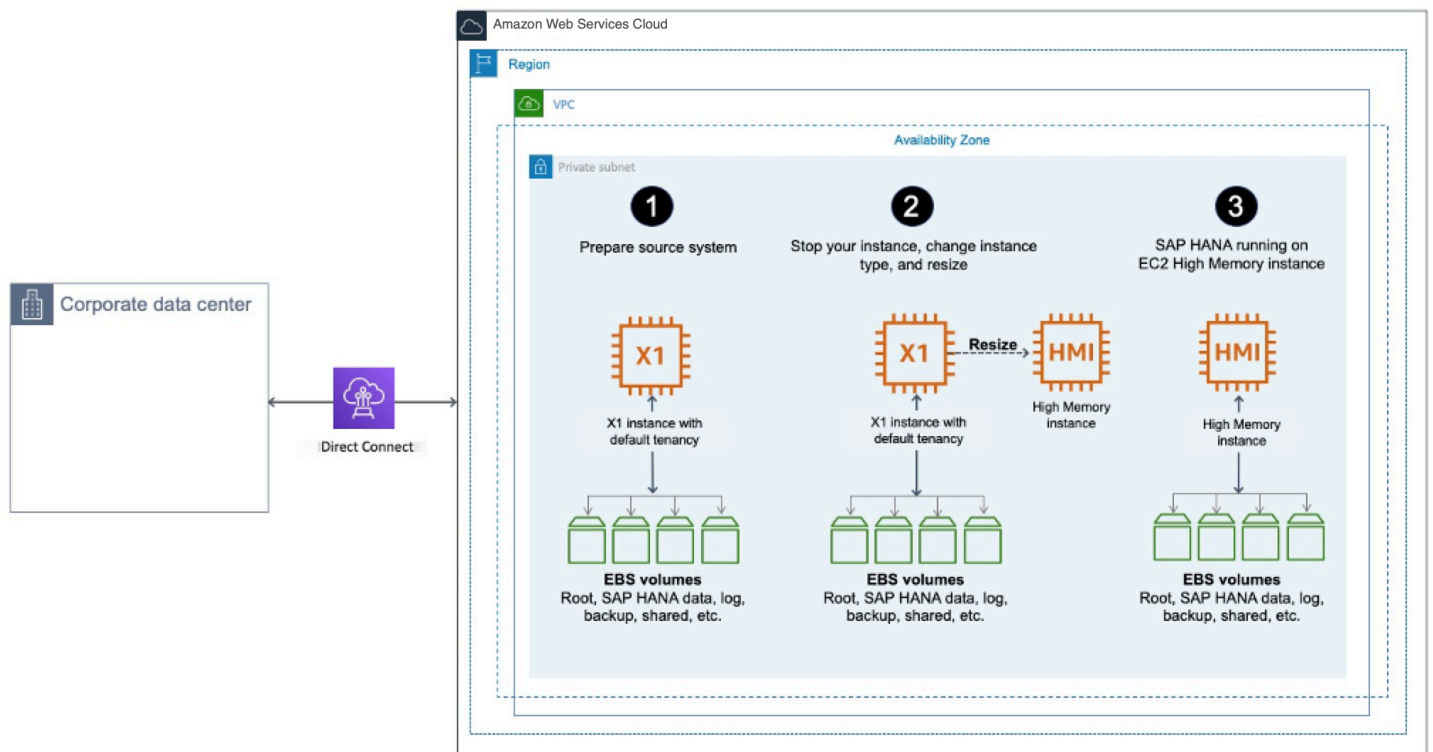 Amazon Web Services Cloud
Region
VPC
Availability Zone
Private subnet
1
Prepare source system
2
Stop your instance, change instance
type, and resize
3
SAP HANA running on
EC2 High Memory instance
Corporate data center
Direct Connect
X1
X1 instance with
default tenancy
EBS volumes
Root, SAP HANA data, log,
backup, shared, etc.
X1
Resize
HMI
X1 instance with
default tenancy
High Memory
instance
EBS volumes
Root, SAP HANA data, log,
backup, shared, etc.
HMI
High Memory
instance
EBS volumes
Root, SAP HANA data, log,
backup, shared, etc.